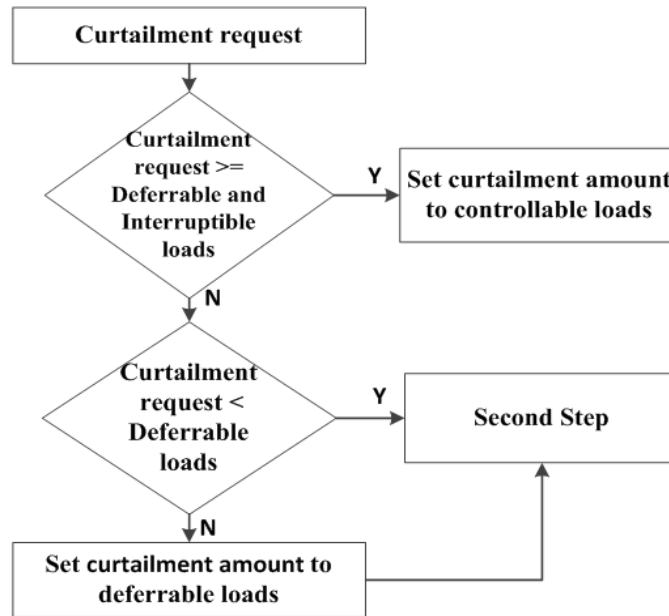 Curtailment request
Curtailment
request >=
Deferrable and
Interruptible
loads
Y
Set curtailment amount
to controllable loads
N
Curtailment
request <
Deferrable
loads
Y
Second Step
N
Set curtailment amount to
deferrable loads